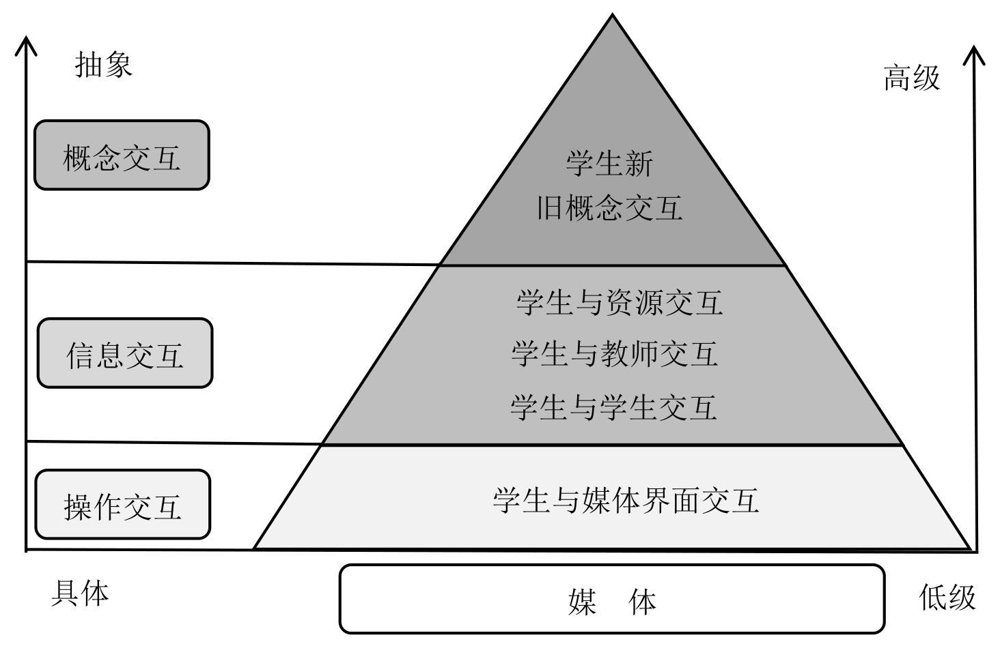 抽象
高级
概念交互
学生新
旧概念交互
学生与资源交互
信息交互
学生与教师交互
学生与学生交互
操作交互
学生与媒体界面交互
具体
媒 体
低级